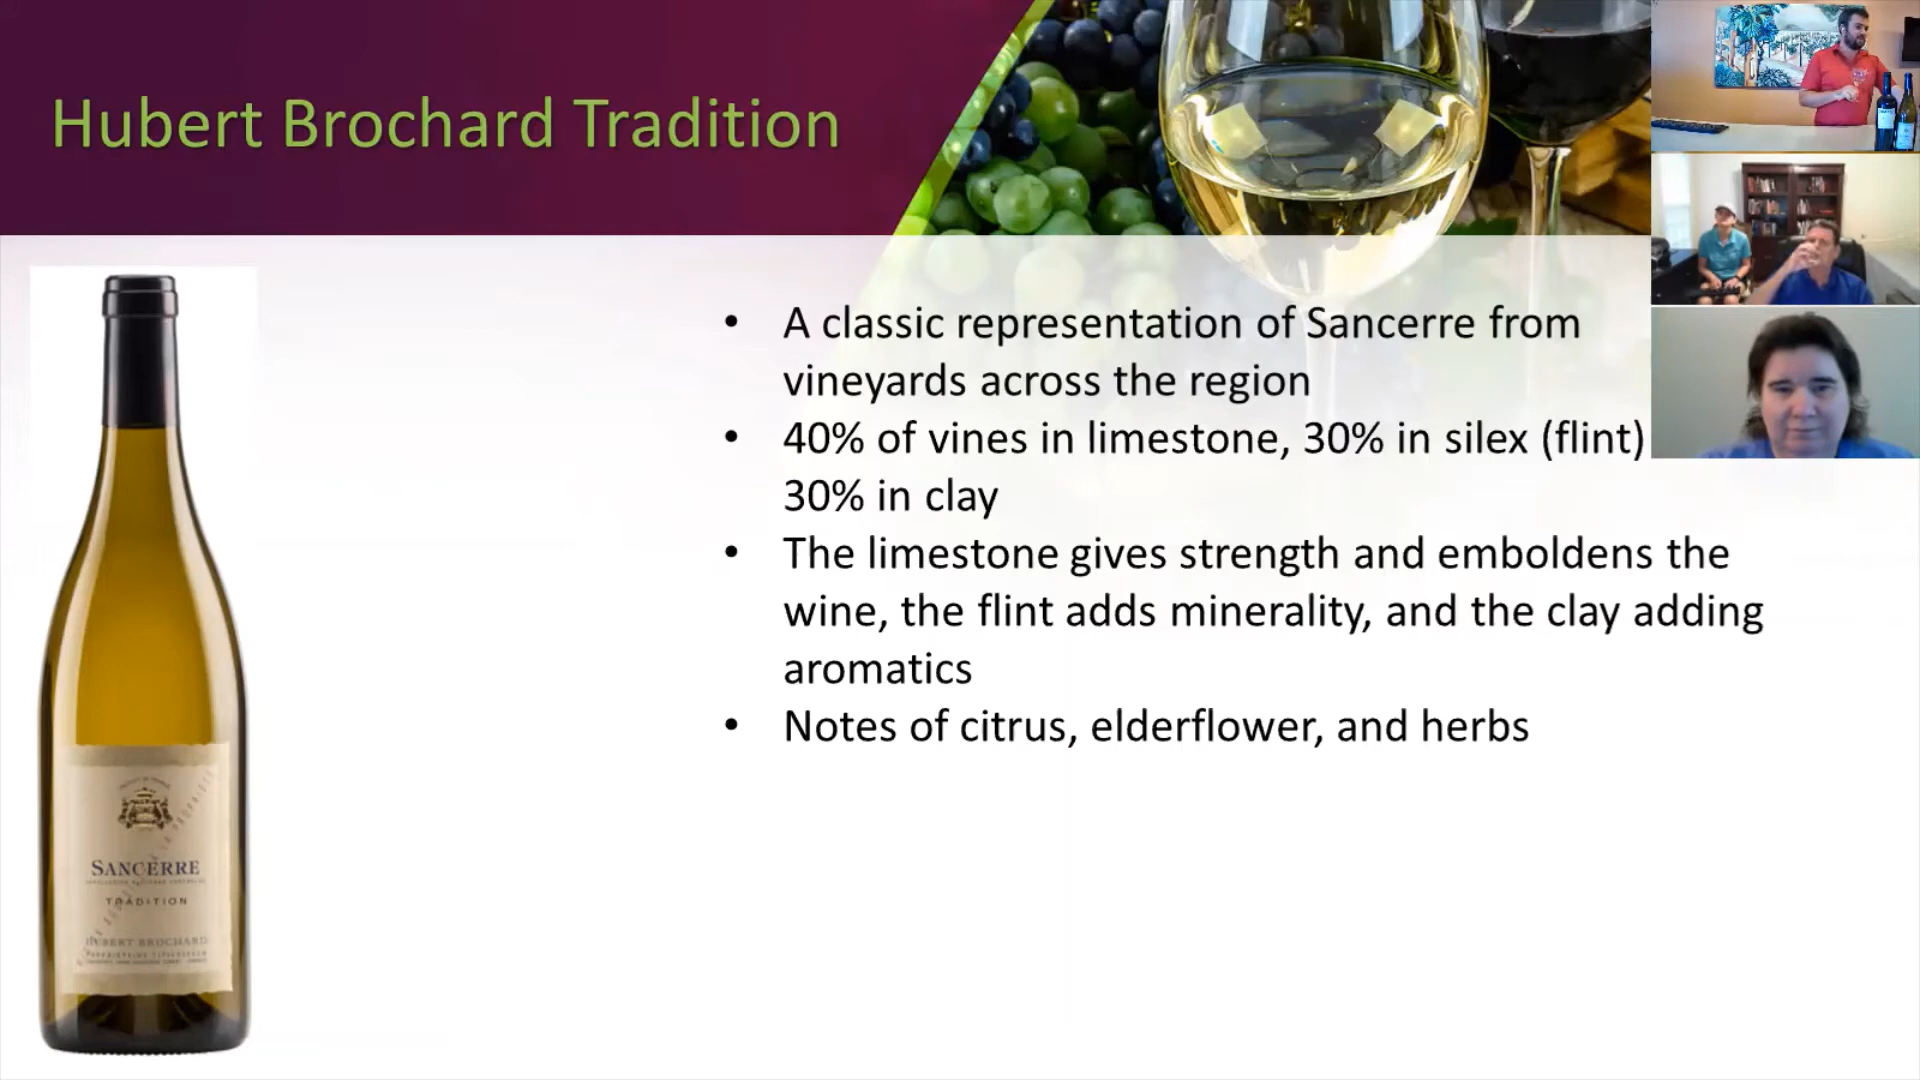 Hubert Brochard Tradition
• A classic representation of Sancerre from
vineyards across the region
• 40% of vines in limestone, 30% in silex (flint)
30% in clay
• The limestone gives strength and emboldens the
wine, the flint adds minerality, and the clay adding
aromatics
• Notes of citrus, elderflower, and herbs
SANCERRE
TRADITION
HUBERT BROCHARD